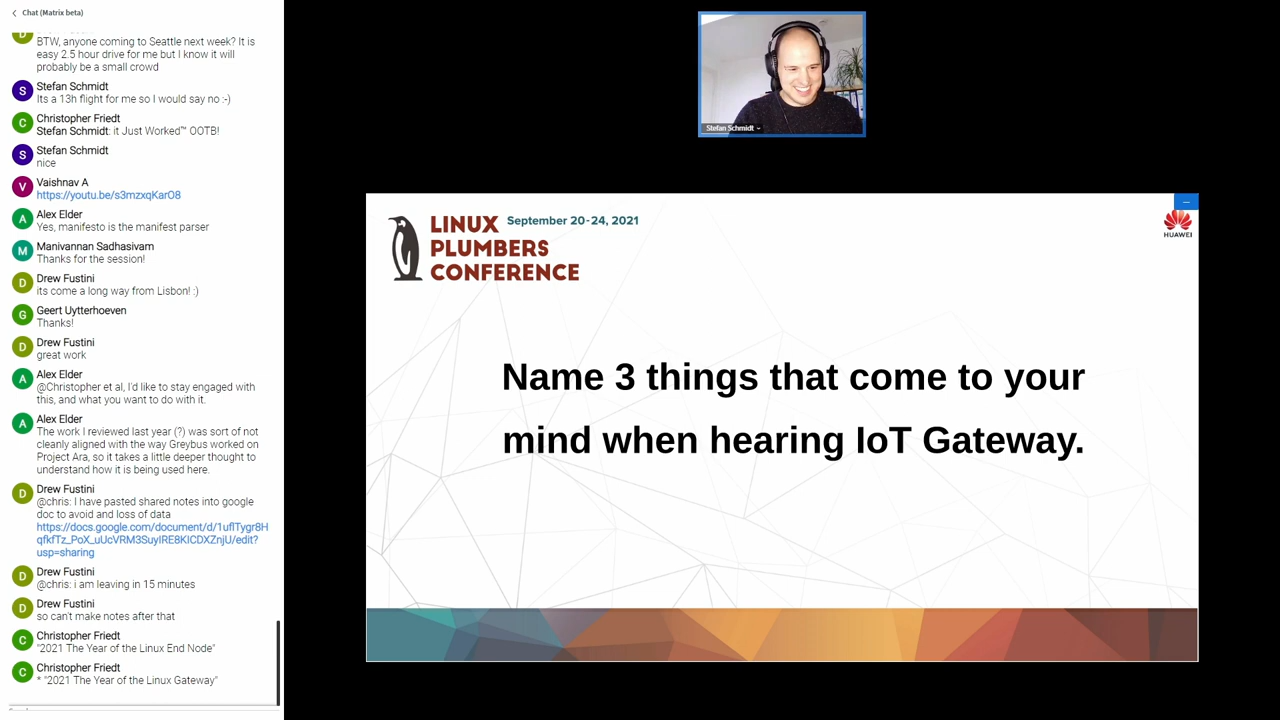 Chat (Matrix beta)
D
BTW, anyone coming to Seattle next week? It is
easy 2.5 hour drive for me but I know it will
probably be a small crowd
S
Stefan Schmidt
Its a 13h flight for me so I would say no :-)
C
Christopher Friedt
Stefan Schmidt: it Just Worked™ OOTB!
S
Stefan Schmidt
nice
V
Vaishnav A
https://youtu.be/s3mzxqKarO8
A
Alex Elder
Yes, manifesto is the manifest parser
M
Manivannan Sadhasivam
Thanks for the session!
D
Drew Fustini
its come a long way from Lisbon! :)
G
Geert Uytterhoeven
Thanks!
D
Drew Fustini
great work
A
Alex Elder
@Christopher et al, I'd like to stay engaged with
this, and what you want to do with it.
A
Alex Elder
The work I reviewed last year (?) was sort of not
cleanly aligned with the way Greybus worked on
Project Ara, so it takes a little deeper thought to
understand how it is being used here.
D
Drew Fustini
@chris: I have pasted shared notes into google
doc to avoid and loss of data
https://docs.google.com/document/d/1uflTygr8H
qfkfTz_PoX_uUcVRM3SuyIRE8KICDXZnjU/edit?
usp=sharing
D
Drew Fustini
@chris: i am leaving in 15 minutes
D
Drew Fustini
so can't make notes after that
C
Christopher Friedt
"2021 The Year of the Linux End Node"
C
Christopher Friedt
* "2021 The Year of the Linux Gateway"
Stefan Schmidt
LINUX
PLUMBERS
CONFERENCE
September 20-24, 2021
HUAWEI
Name 3 things that come to your
mind when hearing IoT Gateway.